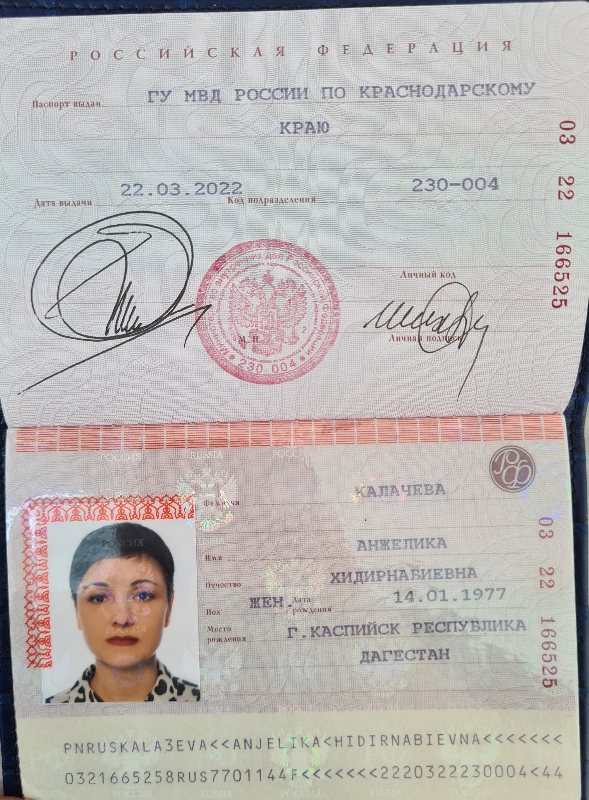 РОССИЙСКАЯ ФЕДЕРАЦИЯ
Паспорт выдан ГУ МВД РОССИИ ПО КРАСНОДАРСКОМУ
КРАЮ
Дата выдачи 22.03.2022 Код подразделения 230-004
03 22 166525
Личный код
М.П.
Личная подпись
230 004
РОССИЯ RUSSIA РОССИЯ
РФ
Фамилия КАЛАЧЕВА
Имя АНЖЕЛИКА
Отчество ХИДИРНАБИЕВНА
Пол ЖЕН. Дата рождения 14.01.1977
Место рождения Г.КАСПИЙСК РЕСПУБЛИКА
ДАГЕСТАН
03 22 166525
РОССИЯ
PNRUSKALA3EVA<<ANJELIKA<HIDIRNABIEVNA<<<<<<<
0321665258RUS7701144F<<<<<<<2220322230004<44